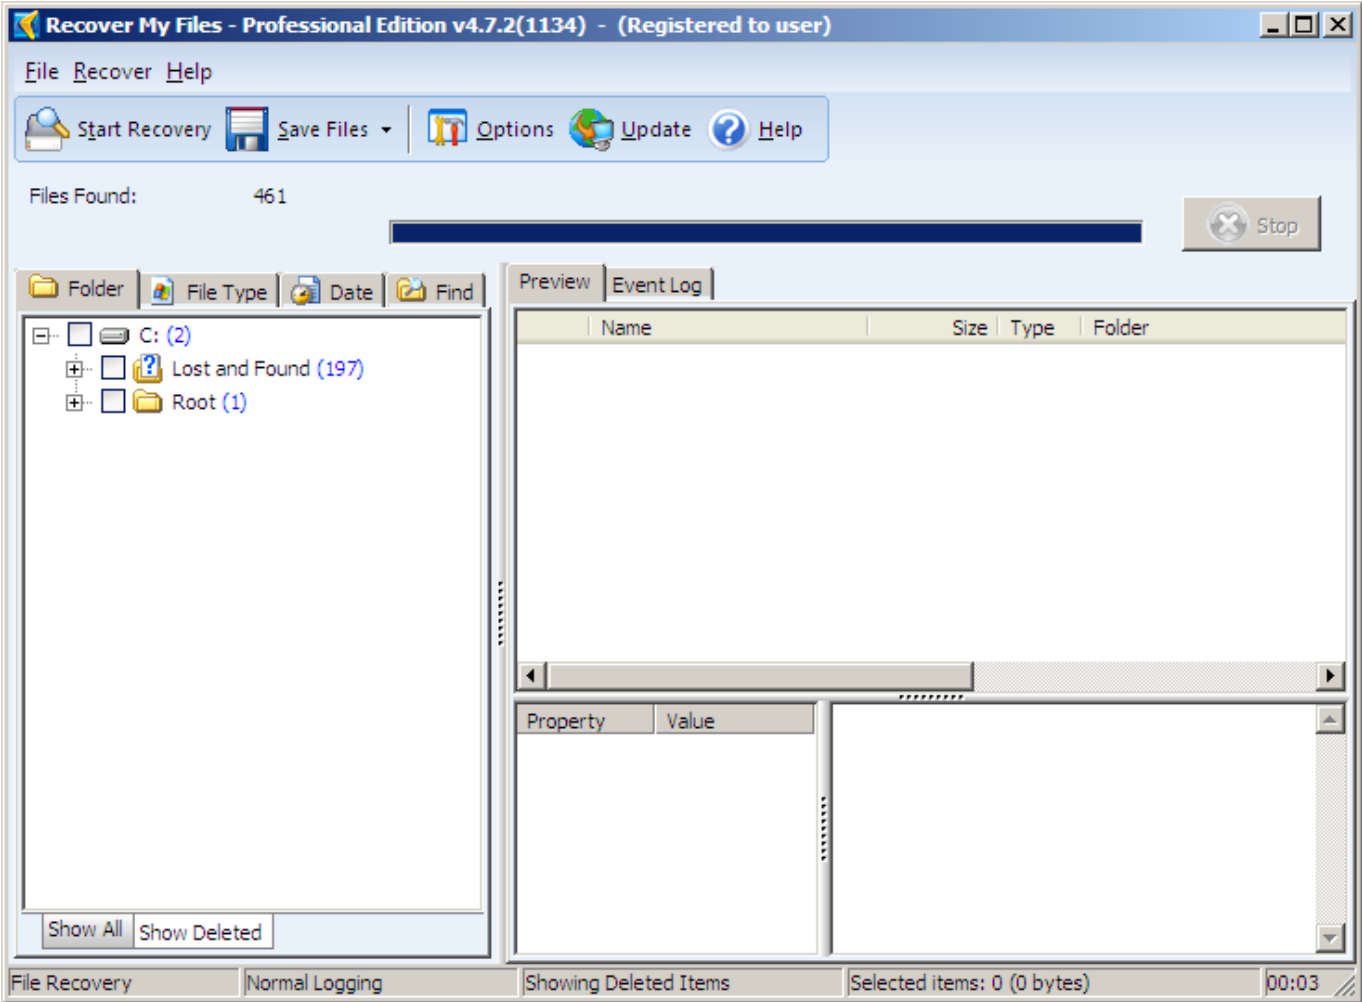 Recover My Files - Professional Edition v4.7.2(1134) - (Registered to user)
File Recover Help
Start Recovery Save Files Options Update Help
Files Found: 461
Stop
Folder File Type Date Find
Preview Event Log
C: (2)
Lost and Found (197)
Root (1)
Name Size Type Folder
Property Value
Show All Show Deleted
File Recovery Normal Logging Showing Deleted Items Selected items: 0 (0 bytes) 00:03